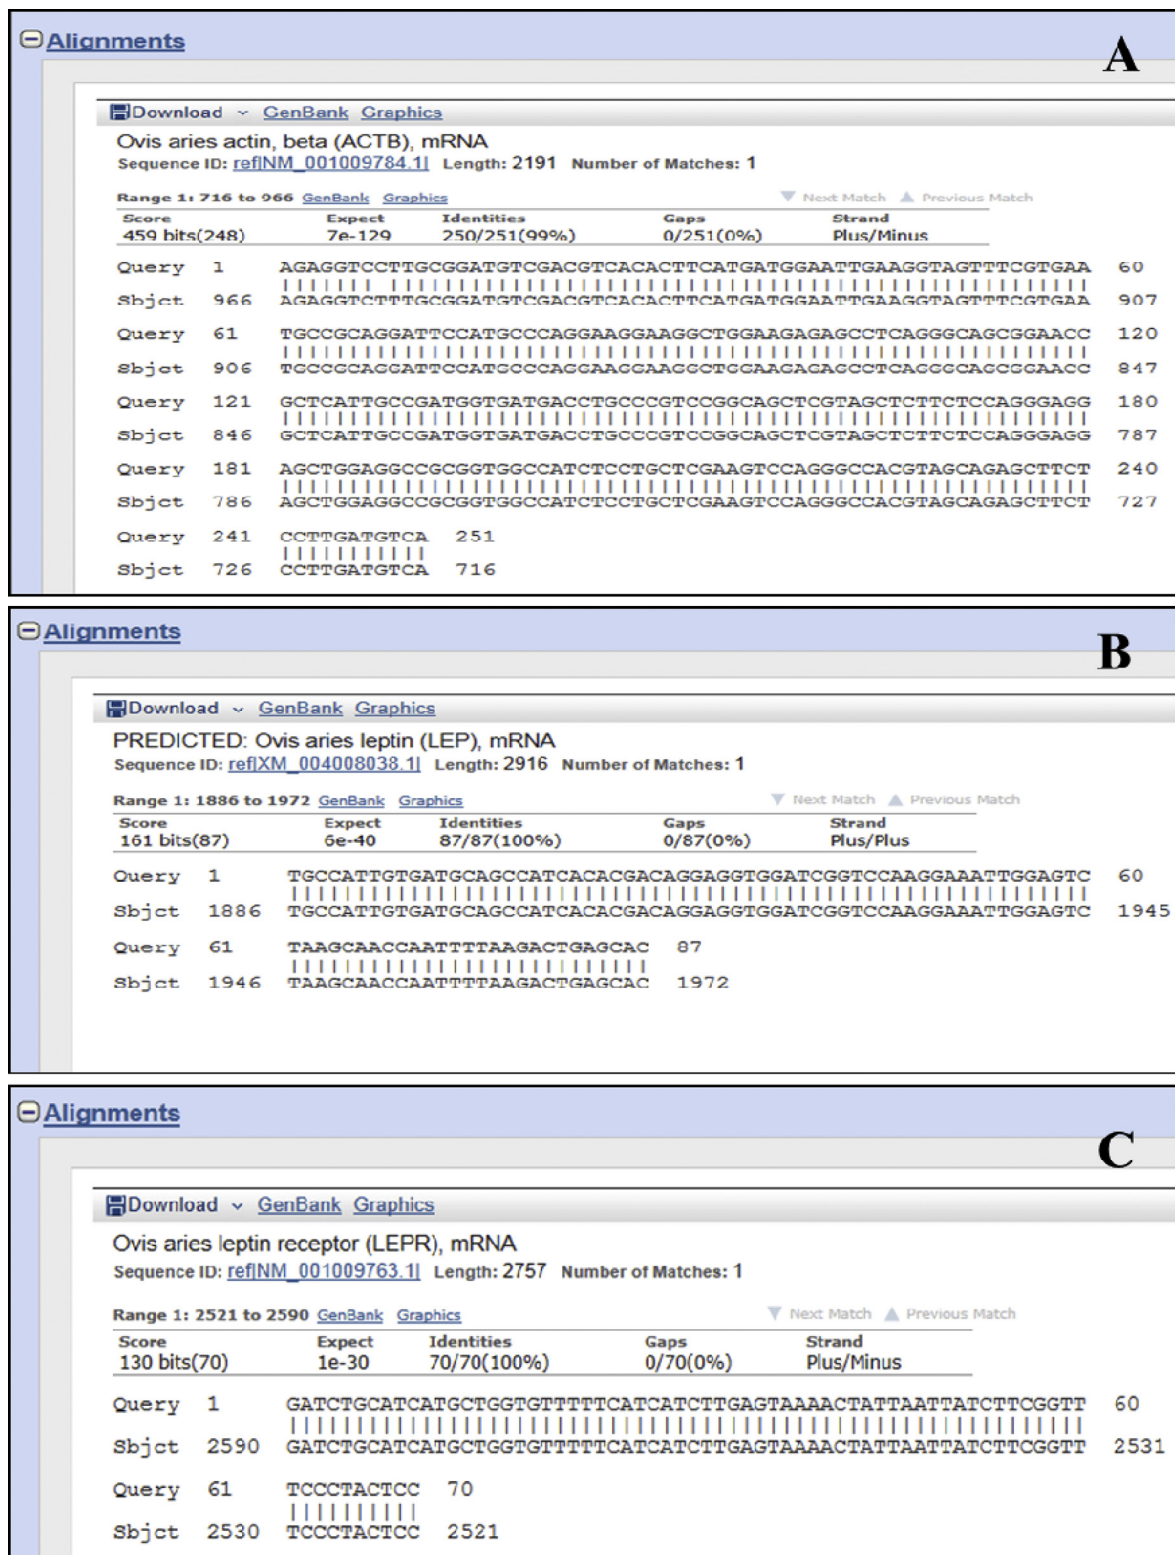 Alignments
A
Download GenBank Graphics
Ovis aries actin, beta (ACTB), mRNA
Sequence ID: ref|NM_001009784.1| Length: 2191 Number of Matches: 1
Range 1: 716 to 966 GenBank Graphics Next Match Previous Match
Score Expect Identities Gaps Strand
459 bits(248) 7e-129 250/251(99%) 0/251(0%) Plus/Minus
Query 1 AGAGGTCCTTGCGGATGTCGACGTCACACTTCATGATGGAATTGAAGGTAGTTTCGTGAA 60
Sbjct 966 AGAGGTCTTTGCGGATGTCGACGTCACACTTCATGATGGAATTGAAGGTAGTTTCGTGAA 907
Query 61 TGCCGCAGGATTCCATGCCCAGGAAGGAAGGCTGGAAGAGAGCCTCAGGGCAGCGGAACC 120
Sbjct 906 TGCCGCAGGATTCCATGCCCAGGAAGGAAGGCTGGAAGAGAGCCTCAGGGCAGCGGAACC 847
Query 121 GCTCATTGCCGATGGTGATGACCTGCCCGTCCGGCAGCTCGTAGCTCTTCTCCAGGGAGG 180
Sbjct 846 GCTCATTGCCGATGGTGATGACCTGCCCGTCCGGCAGCTCGTAGCTCTTCTCCAGGGAGG 787
Query 181 AGCTGGAGGCCGCGGTGGCCATCTCCTGCTCGAAGTCCAGGGCCACGTAGCAGAGCTTCT 240
Sbjct 786 AGCTGGAGGCCGCGGTGGCCATCTCCTGCTCGAAGTCCAGGGCCACGTAGCAGAGCTTCT 727
Query 241 CCTTGATGTCA 251
Sbjct 726 CCTTGATGTCA 716
Alignments
B
Download GenBank Graphics
PREDICTED: Ovis aries leptin (LEP), mRNA
Sequence ID: ref|XM_004008038.1| Length: 2916 Number of Matches: 1
Range 1: 1886 to 1972 GenBank Graphics Next Match Previous Match
Score Expect Identities Gaps Strand
161 bits(87) 6e-40 87/87(100%) 0/87(0%) Plus/Plus
Query 1 TGCCATTGTGATGCAGCCATCACACGACAGGAGGTGGATCGGTCCAAGGAAATTGGAGTC 60
Sbjct 1886 TGCCATTGTGATGCAGCCATCACACGACAGGAGGTGGATCGGTCCAAGGAAATTGGAGTC 1945
Query 61 TAAGCAACCAATTTTAAGACTGAGCAC 87
Sbjct 1946 TAAGCAACCAATTTTAAGACTGAGCAC 1972
Alignments
C
Download GenBank Graphics
Ovis aries leptin receptor (LEPR), mRNA
Sequence ID: ref|NM_001009763.1| Length: 2757 Number of Matches: 1
Range 1: 2521 to 2590 GenBank Graphics Next Match Previous Match
Score Expect Identities Gaps Strand
130 bits(70) 1e-30 70/70(100%) 0/70(0%) Plus/Minus
Query 1 GATCTGCATCATGCTGGTGTTTTTCATCATCTTGAGTAAAACTATTAATTATCTTCGGTT 60
Sbjct 2590 GATCTGCATCATGCTGGTGTTTTTCATCATCTTGAGTAAAACTATTAATTATCTTCGGTT 2531
Query 61 TCCCTACTCC 70
Sbjct 2530 TCCCTACTCC 2521